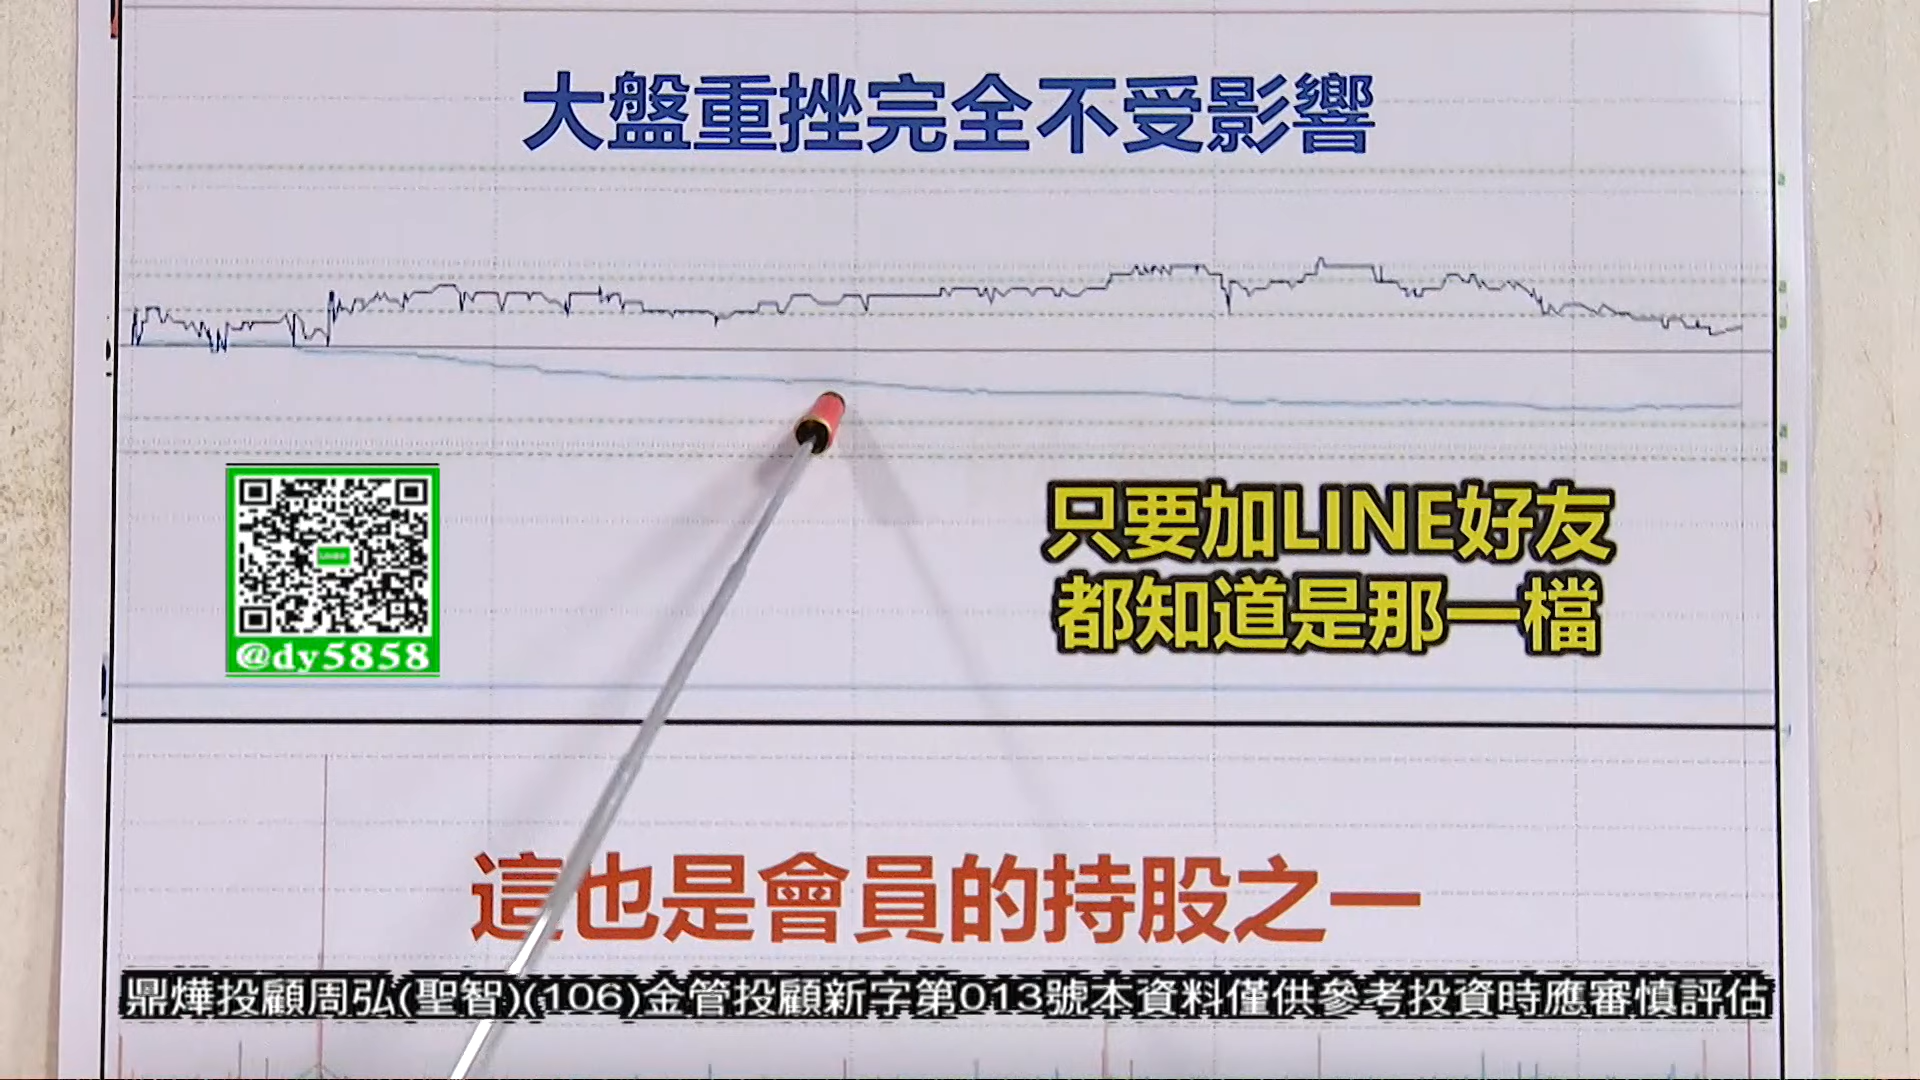 大盤重挫完全不受影響
只要加LINE好友
都知道是那一檔
@dy5858
這也是會員的持股之一
鼎燁投顧周弘(聖智)(106)金管投顧新字第013號本資料僅供參考投資時應審慎評估